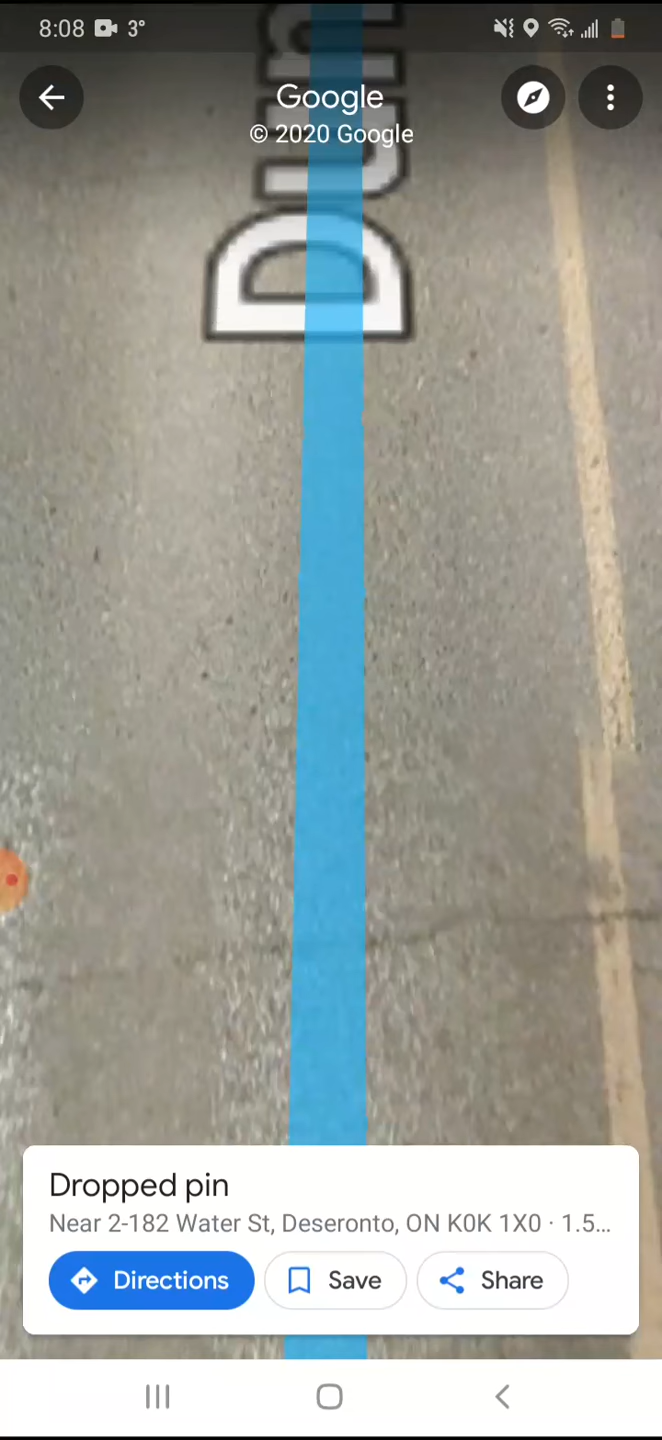 8:08 3°
Google
© 2020 Google
Dun
Dropped pin
Near 2-182 Water St, Deseronto, ON K0K 1X0 · 1.5...
Directions
Save
Share